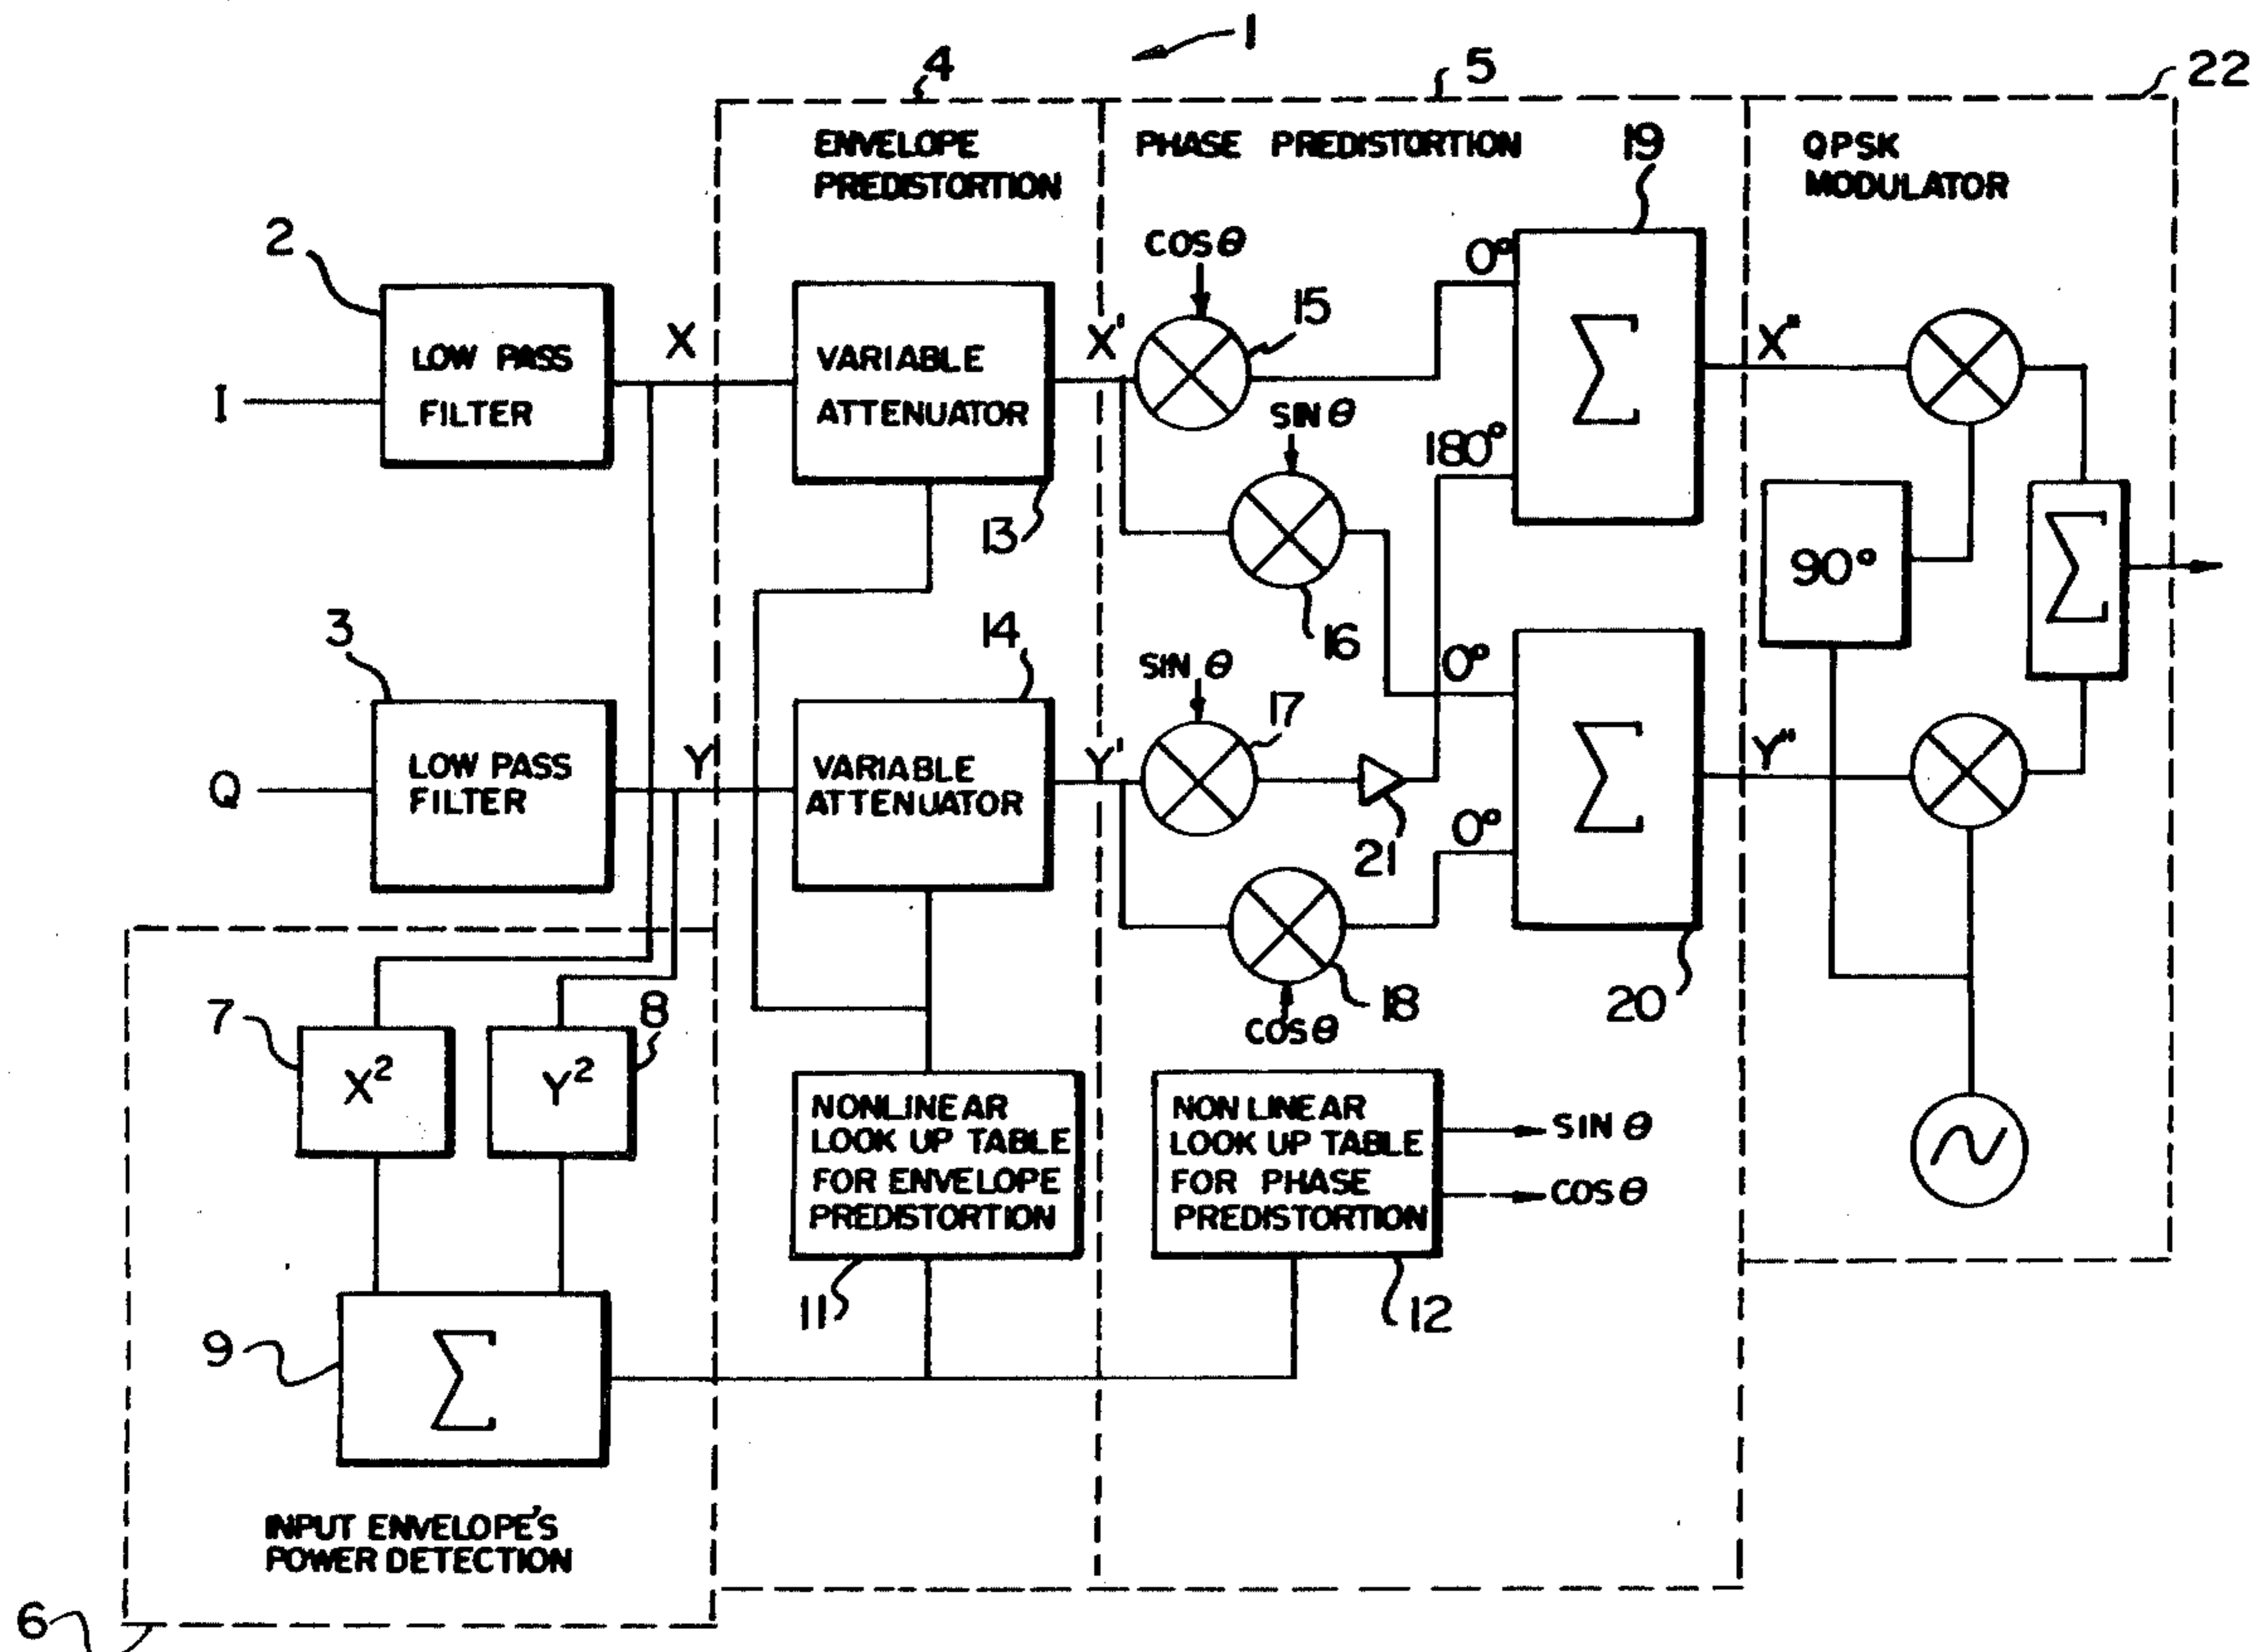 1
4
5
22
ENVELOPE
PREDISTORTION
PHASE PREDISTORTION
QPSK
MODULATOR
19
2
COS θ
0°
15
LOW PASS
FILTER
X
VARIABLE
ATTENUATOR
X'
X"
I
SIN θ
180°
Σ
13
16
90°
Σ
3
14
SIN θ
17
0°
LOW PASS
FILTER
Y
VARIABLE
ATTENUATOR
Y'
Y"
Q
21
0°
Σ
18
COS θ
20
7
8
X²
Y²
NONLINEAR
LOOK UP TABLE
FOR ENVELOPE
PREDISTORTION
NON LINEAR
LOOK UP TABLE
FOR PHASE
PREDISTORTION
SIN θ
COS θ
11
12
9
Σ
INPUT ENVELOPE'S
POWER DETECTION
6